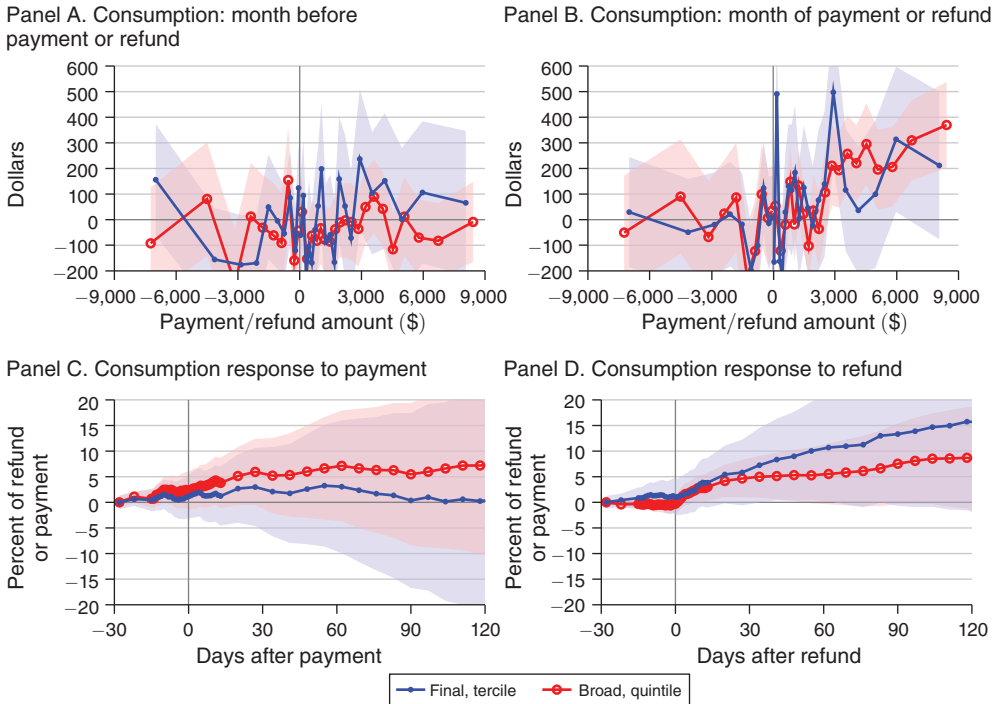 Panel A. Consumption: month before
payment or refund
Panel B. Consumption: month of payment or refund
600
500
400
300
200
100
0
−100
−200
Dollars
−9,000 −6,000 −3,000 0 3,000 6,000 9,000
Payment/refund amount ($)
600
500
400
300
200
100
0
−100
−200
Dollars
−9,000 −6,000 −3,000 0 3,000 6,000 9,000
Payment/refund amount ($)
Panel C. Consumption response to payment
Panel D. Consumption response to refund
20
15
10
5
0
−5
−10
−15
−20
Percent of refund
or payment
−30 0 30 60 90 120
Days after payment
20
15
10
5
0
−5
−10
−15
−20
Percent of refund
or payment
−30 0 30 60 90 120
Days after refund
Final, tercile Broad, quintile